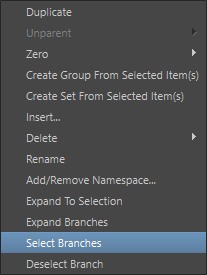 Duplicate
Unparent
Zero
Create Group From Selected Item(s)
Create Set From Selected Item(s)
Insert...
Delete
Rename
Add/Remove Namespace...
Expand To Selection
Expand Branches
Select Branches
Deselect Branch